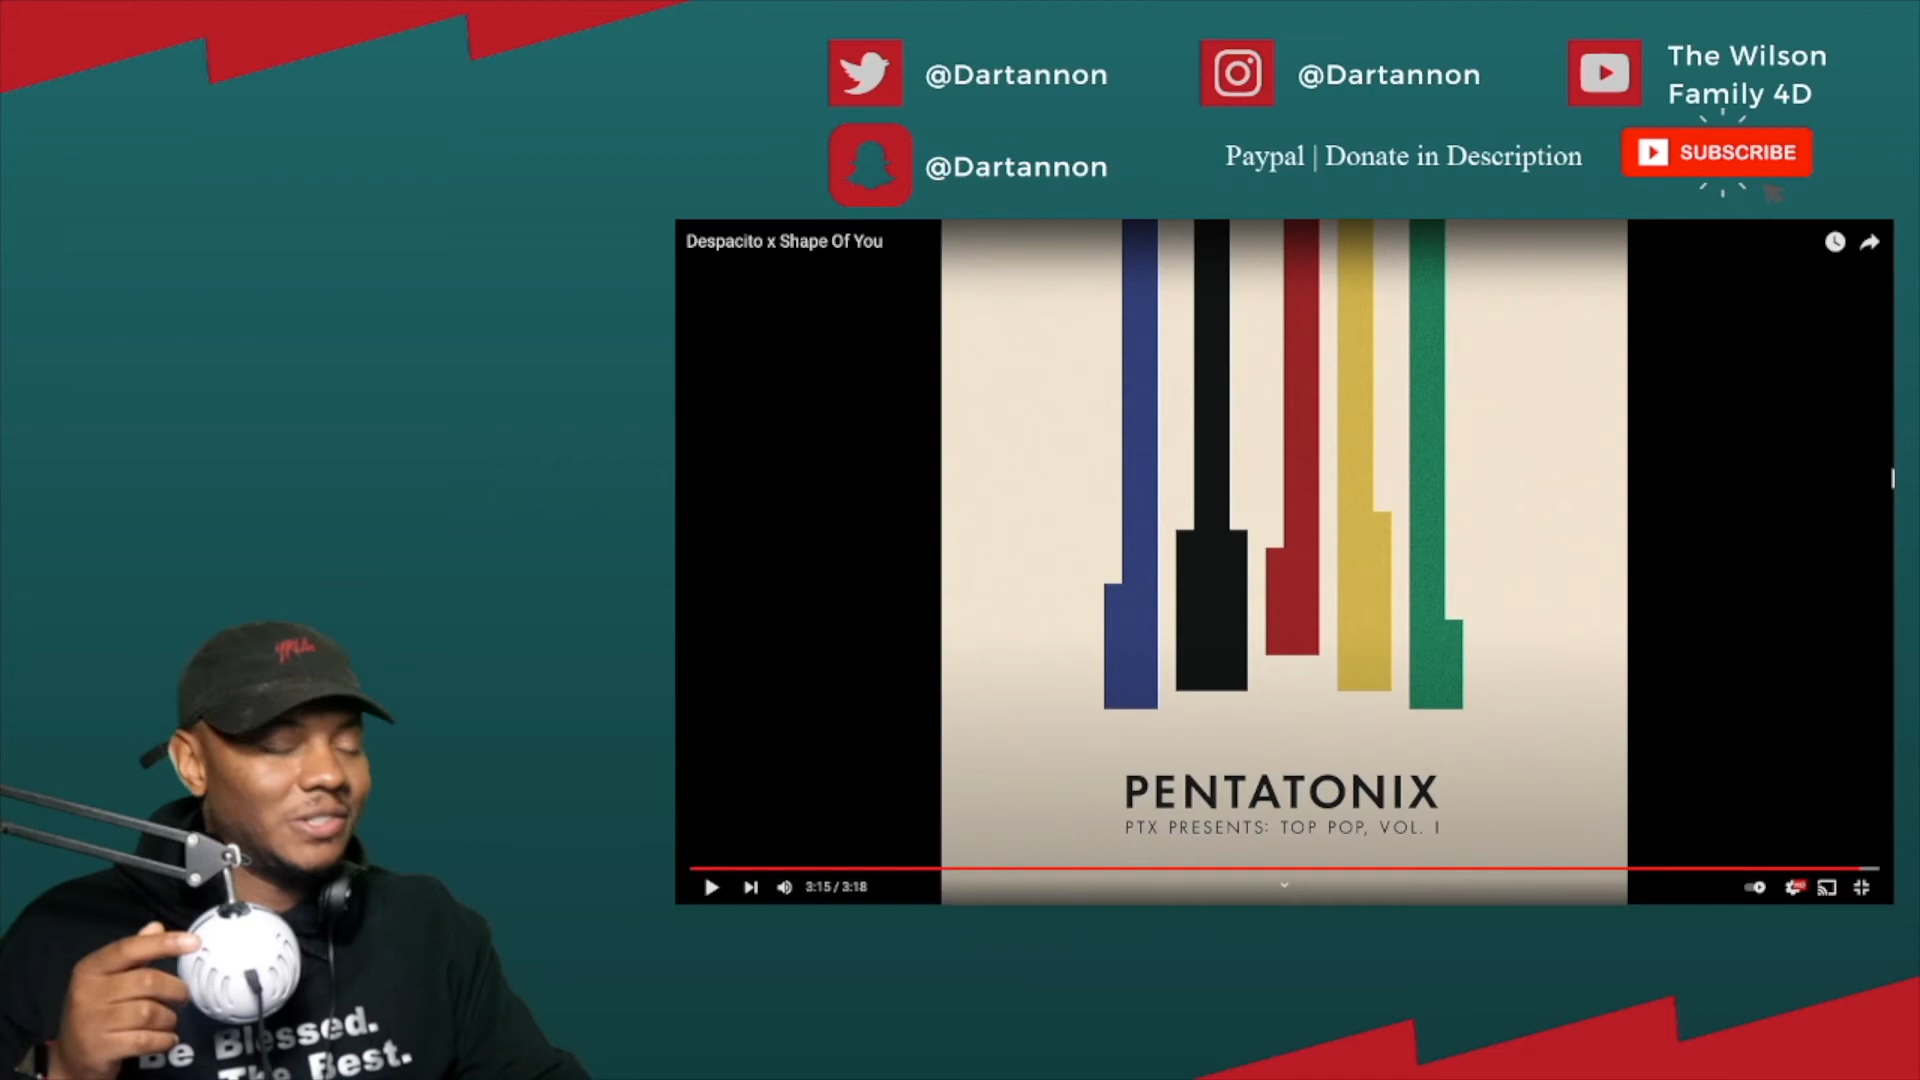 @Dartannon
@Dartannon
The Wilson
Family 4D
@Dartannon
Paypal | Donate in Description
SUBSCRIBE
Despacito x Shape Of You
PENTATONIX
PTX PRESENTS: TOP POP, VOL. I
3:15 / 3:18
HD
Be Blessed.
The Best.